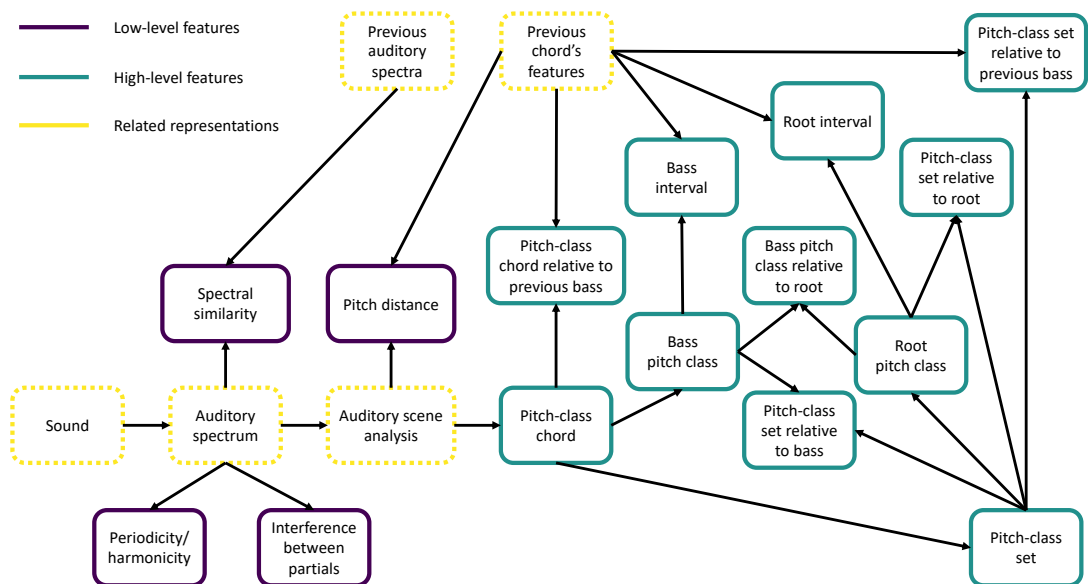 Low-level features
High-level features
Related representations
Previous
auditory
spectra
Previous
chord's
features
Pitch-class set
relative to
previous bass
Root interval
Bass
interval
Pitch-class
set relative
to root
Pitch-class
chord relative to
previous bass
Bass pitch
class relative
to root
Spectral
similarity
Pitch distance
Bass
pitch class
Root
pitch class
Sound
Auditory
spectrum
Auditory scene
analysis
Pitch-class
chord
Pitch-class
set relative
to bass
Periodicity/
harmonicity
Interference
between
partials
Pitch-class
set